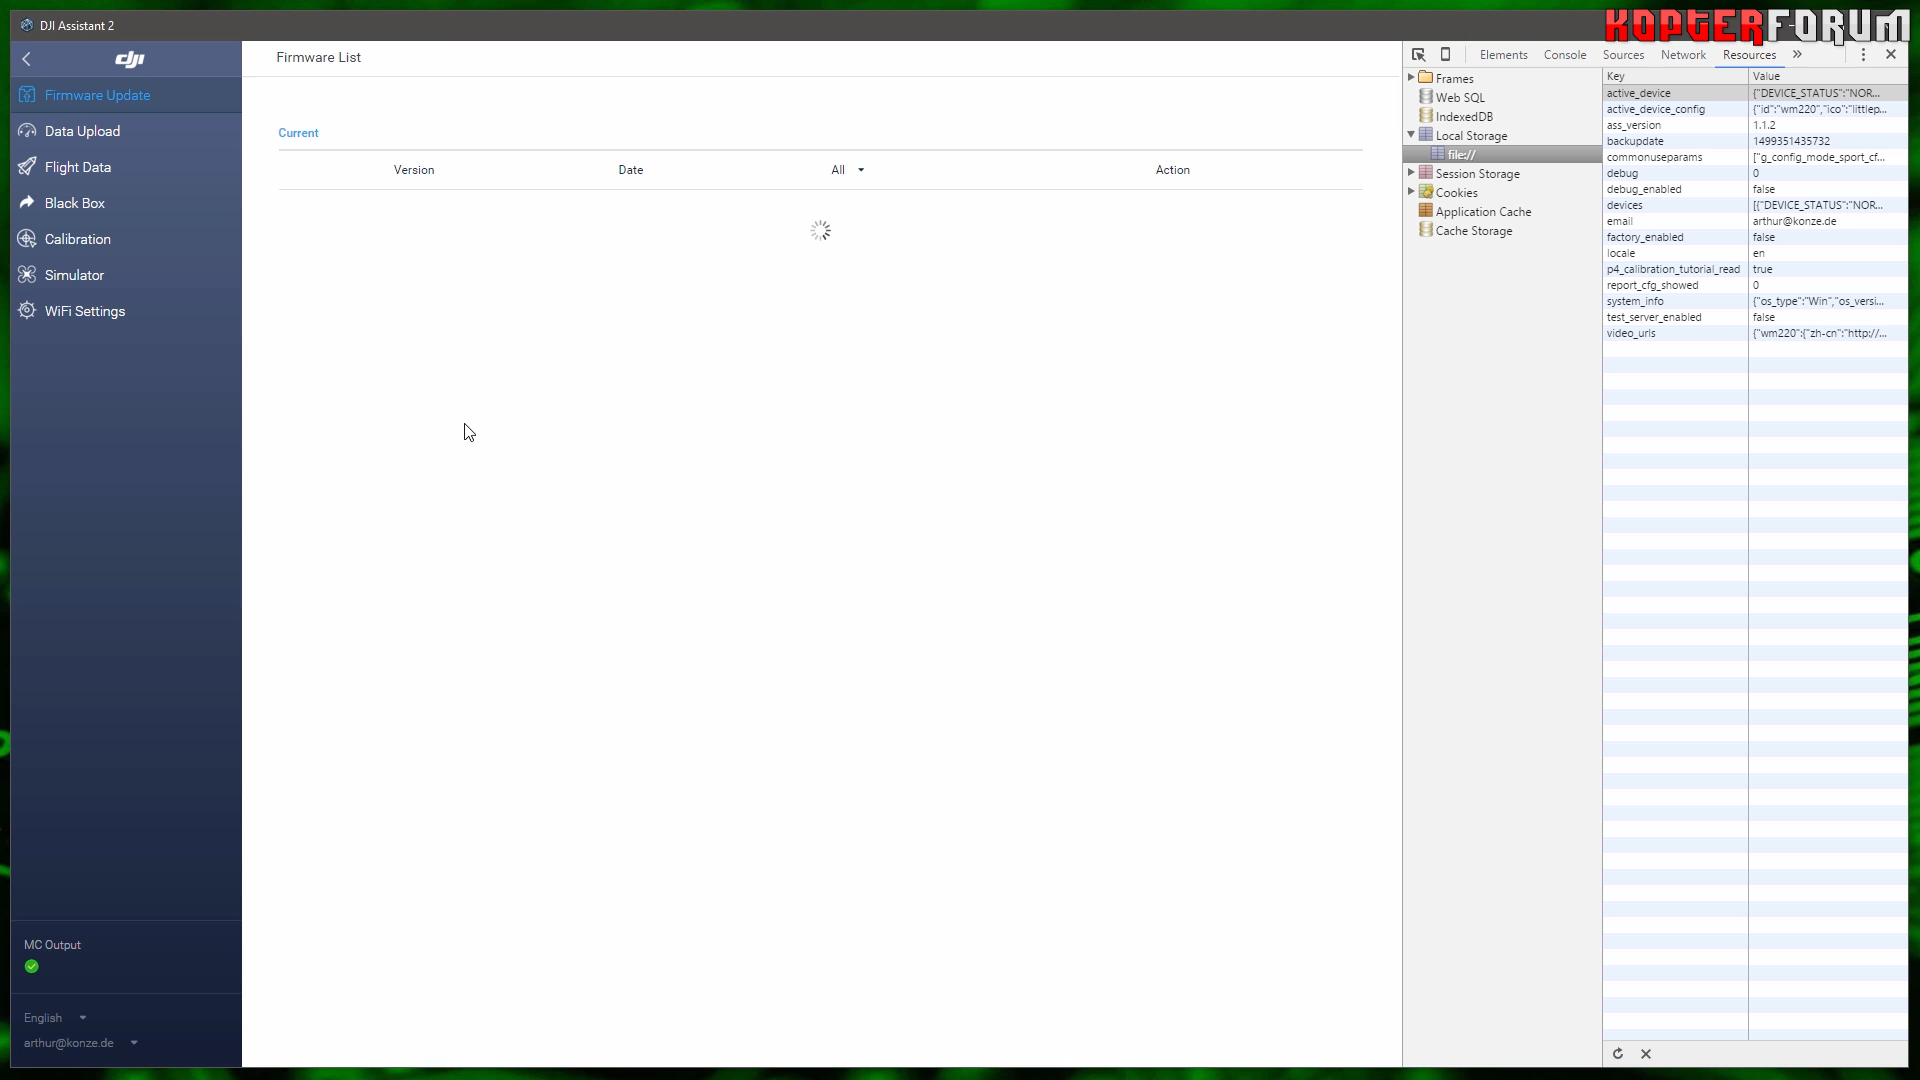 DJI Assistant 2
KOPTERFORUM
dji
Firmware Update
Data Upload
Flight Data
Black Box
Calibration
Simulator
WiFi Settings
MC Output
English
arthur@konze.de
Firmware List
Current
Version Date All Action
Elements Console Sources Network Resources »
Frames
Web SQL
IndexedDB
Local Storage
file://
Session Storage
Cookies
Application Cache
Cache Storage
Key Value
active_device {"DEVICE_STATUS":"NOR...
active_device_config {"id":"wm220","ico":"littlep...
ass_version 1.1.2
backupdate 1499351435732
commonuseparams ["g_config_mode_sport_cf...
debug 0
debug_enabled false
devices [{"DEVICE_STATUS":"NOR...
email arthur@konze.de
factory_enabled false
locale en
p4_calibration_tutorial_read true
report_cfg_showed 0
system_info {"os_type":"Win","os_versi...
test_server_enabled false
video_urls {"wm220":{"zh-cn":"http://...